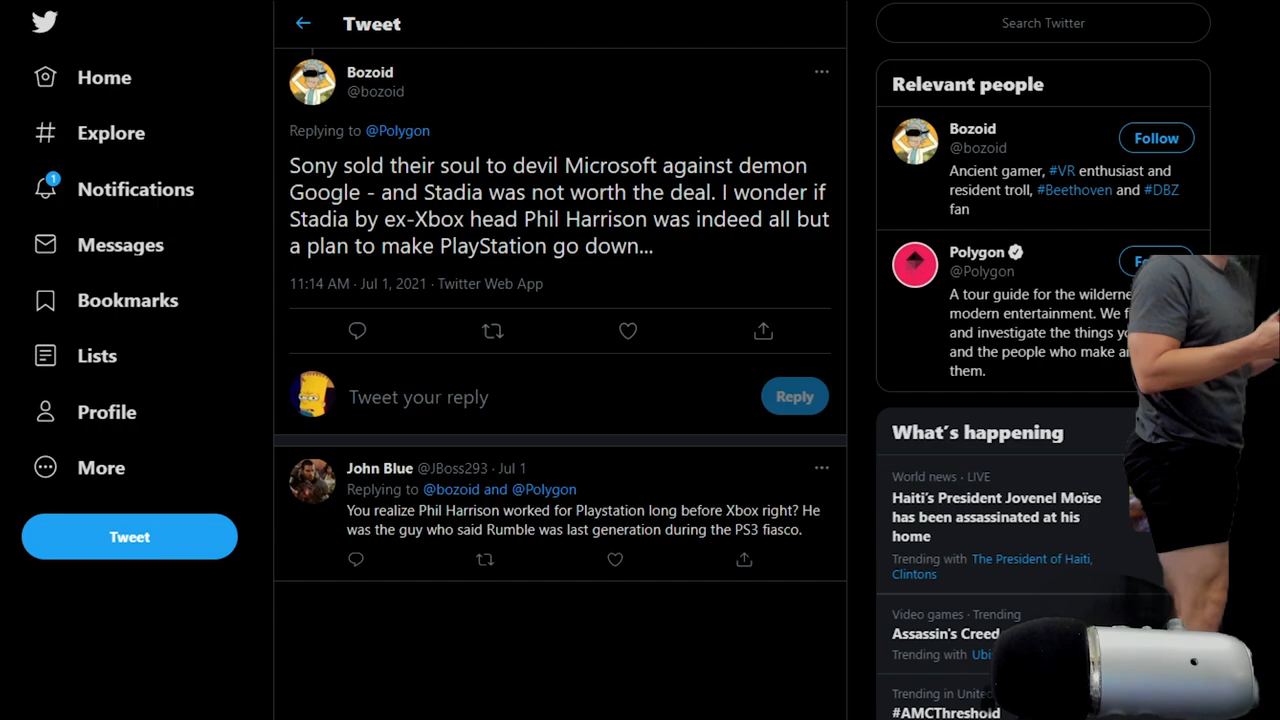 Home
Explore
1
Notifications
Messages
Bookmarks
Lists
Profile
More
Tweet
Tweet
Bozoid
@bozoid
Replying to @Polygon
Sony sold their soul to devil Microsoft against demon
Google - and Stadia was not worth the deal. I wonder if
Stadia by ex-Xbox head Phil Harrison was indeed all but
a plan to make PlayStation go down...
11:14 AM · Jul 1, 2021 · Twitter Web App
Tweet your reply
Reply
John Blue @JBoss293 · Jul 1
Replying to @bozoid and @Polygon
You realize Phil Harrison worked for Playstation long before Xbox right? He
was the guy who said Rumble was last generation during the PS3 fiasco.
Search Twitter
Relevant people
Bozoid
@bozoid
Follow
Ancient gamer, #VR enthusiast and
resident troll, #Beethoven and #DBZ
fan
Polygon
@Polygon
A tour guide for the
modern entertainment. We
and investigate the things
and the people who make
them.
What's happening
World news · LIVE
Haiti's President Jovenel Moïse
has been assassinated at his
home
Trending with The President of Haiti,
Clintons
Video games · Trending
Assassin's Creed
Trending with
Trending in
#AMCThreshold